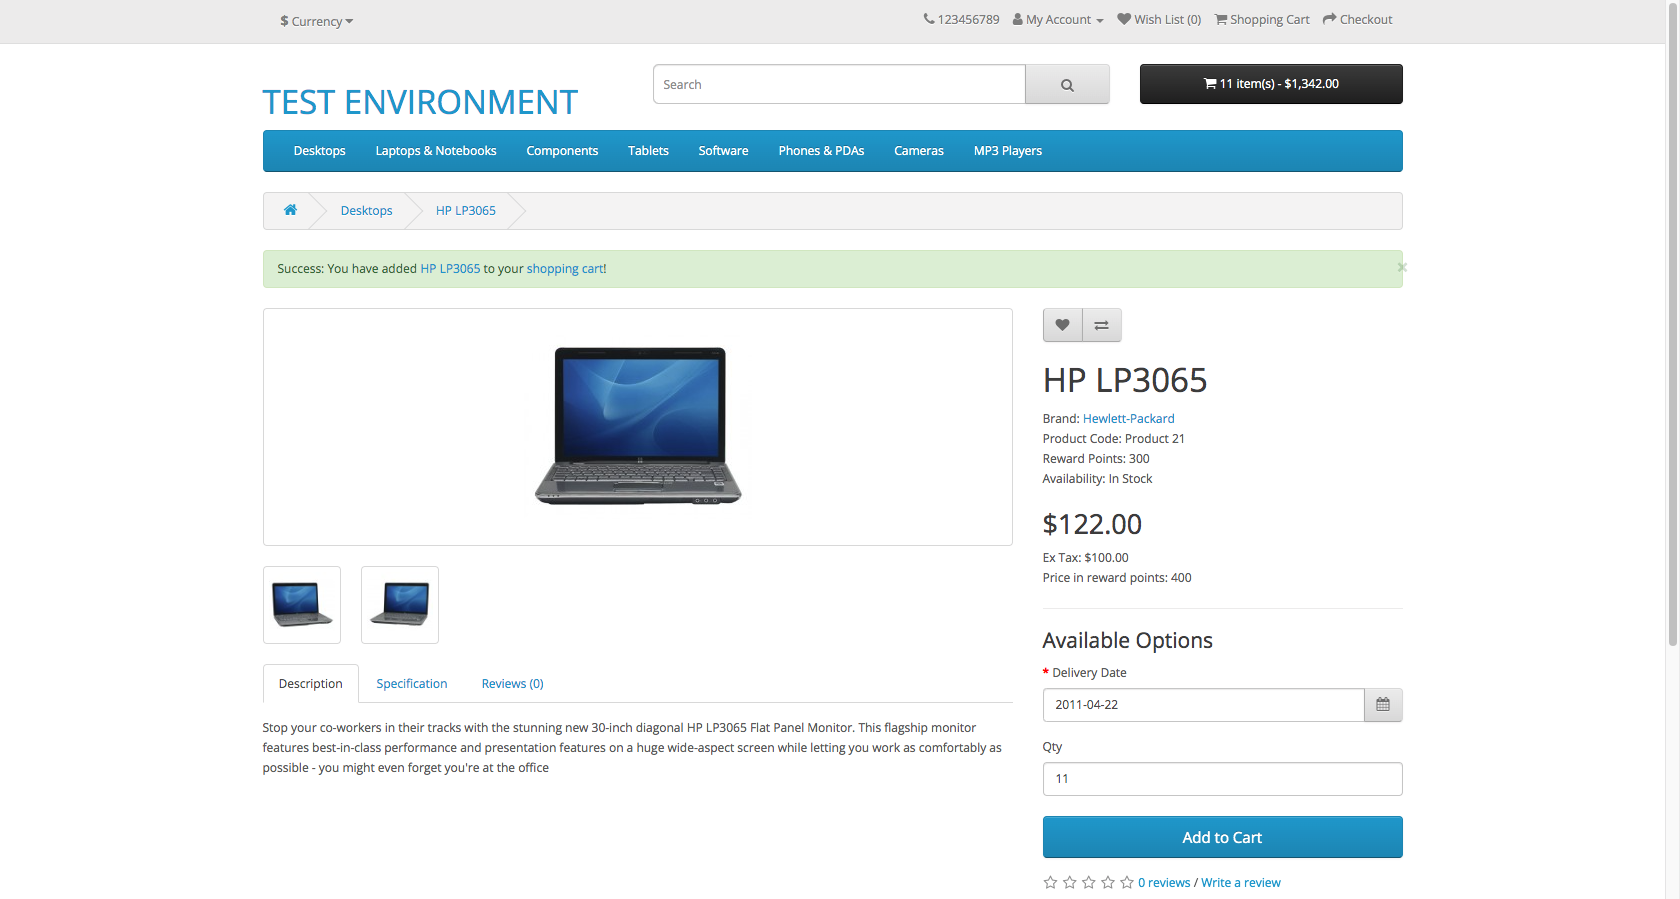 $ Currency
123456789 My Account Wish List (0) Shopping Cart Checkout
TEST ENVIRONMENT
Search
11 item(s) - $1,342.00
Desktops Laptops & Notebooks Components Tablets Software Phones & PDAs Cameras MP3 Players
Desktops HP LP3065
Success: You have added HP LP3065 to your shopping cart!
×
HP LP3065
Brand: Hewlett-Packard
Product Code: Product 21
Reward Points: 300
Availability: In Stock
$122.00
Ex Tax: $100.00
Price in reward points: 400
Available Options
* Delivery Date
2011-04-22
Qty
11
Add to Cart
0 reviews / Write a review
Description Specification Reviews (0)
Stop your co-workers in their tracks with the stunning new 30-inch diagonal HP LP3065 Flat Panel Monitor. This flagship monitor
features best-in-class performance and presentation features on a huge wide-aspect screen while letting you work as comfortably as
possible - you might even forget you're at the office